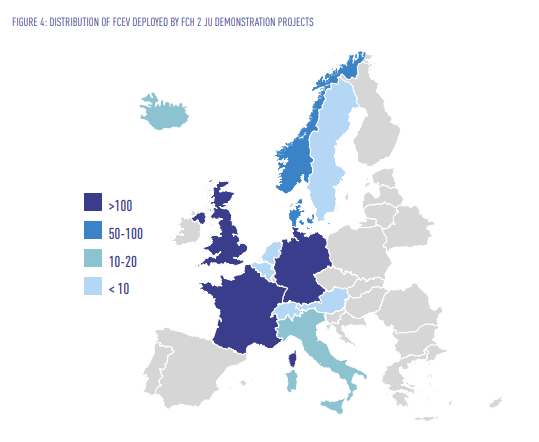 FIGURE 4: DISTRIBUTION OF FCEV DEPLOYED BY FCH 2 JU DEMONSTRATION PROJECTS
>100
50-100
10-20
< 10